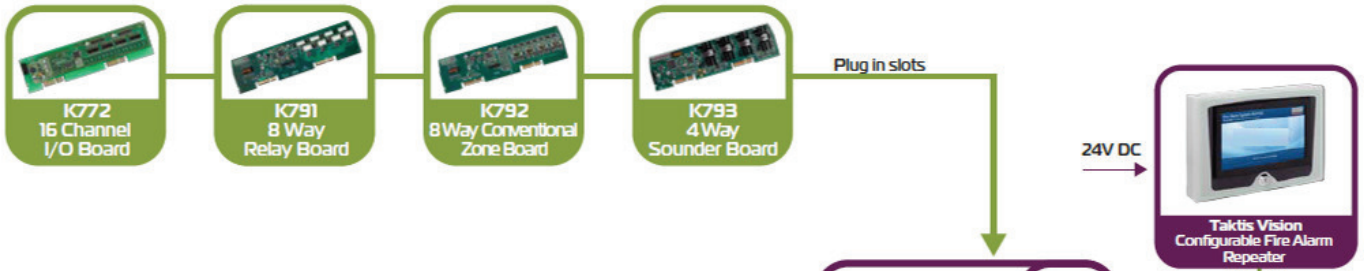 K772
16 Channel
I/O Board
K791
8 Way
Relay Board
K792
8 Way Conventional
Zone Board
K793
4 Way
Sounder Board
Plug in slots
24V DC
Taktis Vision
Configurable Fire Alarm
Repeater